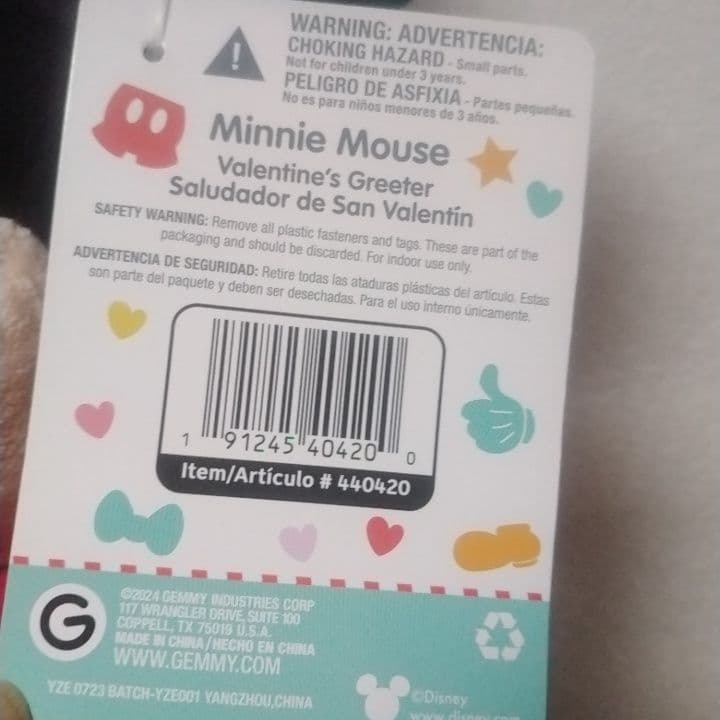 WARNING: ADVERTENCIA:
CHOKING HAZARD - Small parts.
Not for children under 3 years.
PELIGRO DE ASFIXIA - Partes pequeñas.
No es para niños menores de 3 años.
Minnie Mouse
Valentine's Greeter
Saludador de San Valentín
SAFETY WARNING: Remove all plastic fasteners and tags. These are part of the
packaging and should be discarded. For indoor use only.
ADVERTENCIA DE SEGURIDAD: Retire todas las ataduras plásticas del artículo. Estas
son parte del paquete y deben ser desechadas. Para el uso interno únicamente.
1 91245 40420 0
Item/Artículo # 440420
G
©2024 GEMMY INDUSTRIES CORP
117 WRANGLER DRIVE, SUITE 100
COPPELL, TX 75019 U.S.A.
MADE IN CHINA/HECHO EN CHINA
WWW.GEMMY.COM
YZE 0723 BATCH-YZE001 YANGZHOU,CHINA
©Disney
www.disney.com